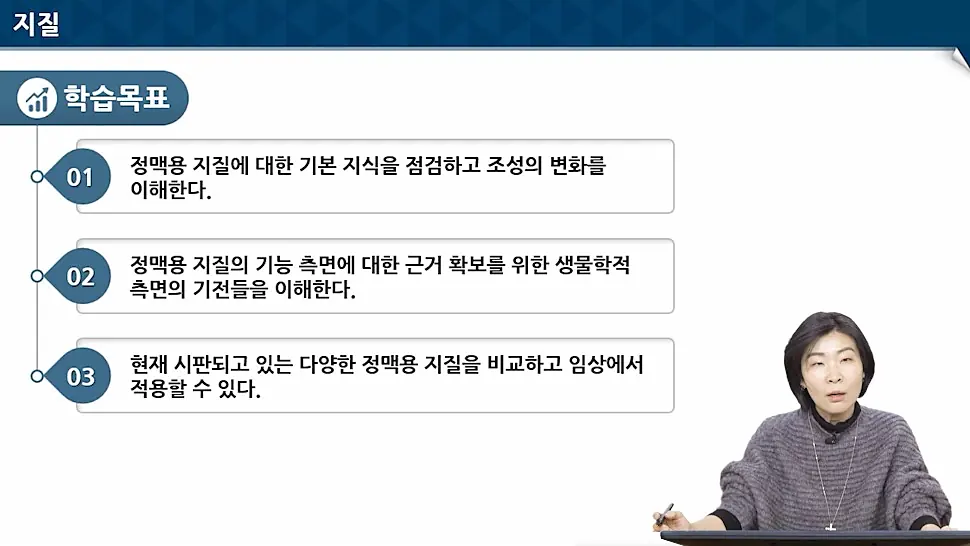 지질
학습목표
01
정맥용 지질에 대한 기본 지식을 점검하고 조성의 변화를
이해한다.
02
정맥용 지질의 기능 측면에 대한 근거 확보를 위한 생물학적
측면의 기전들을 이해한다.
03
현재 시판되고 있는 다양한 정맥용 지질을 비교하고 임상에서
적용할 수 있다.